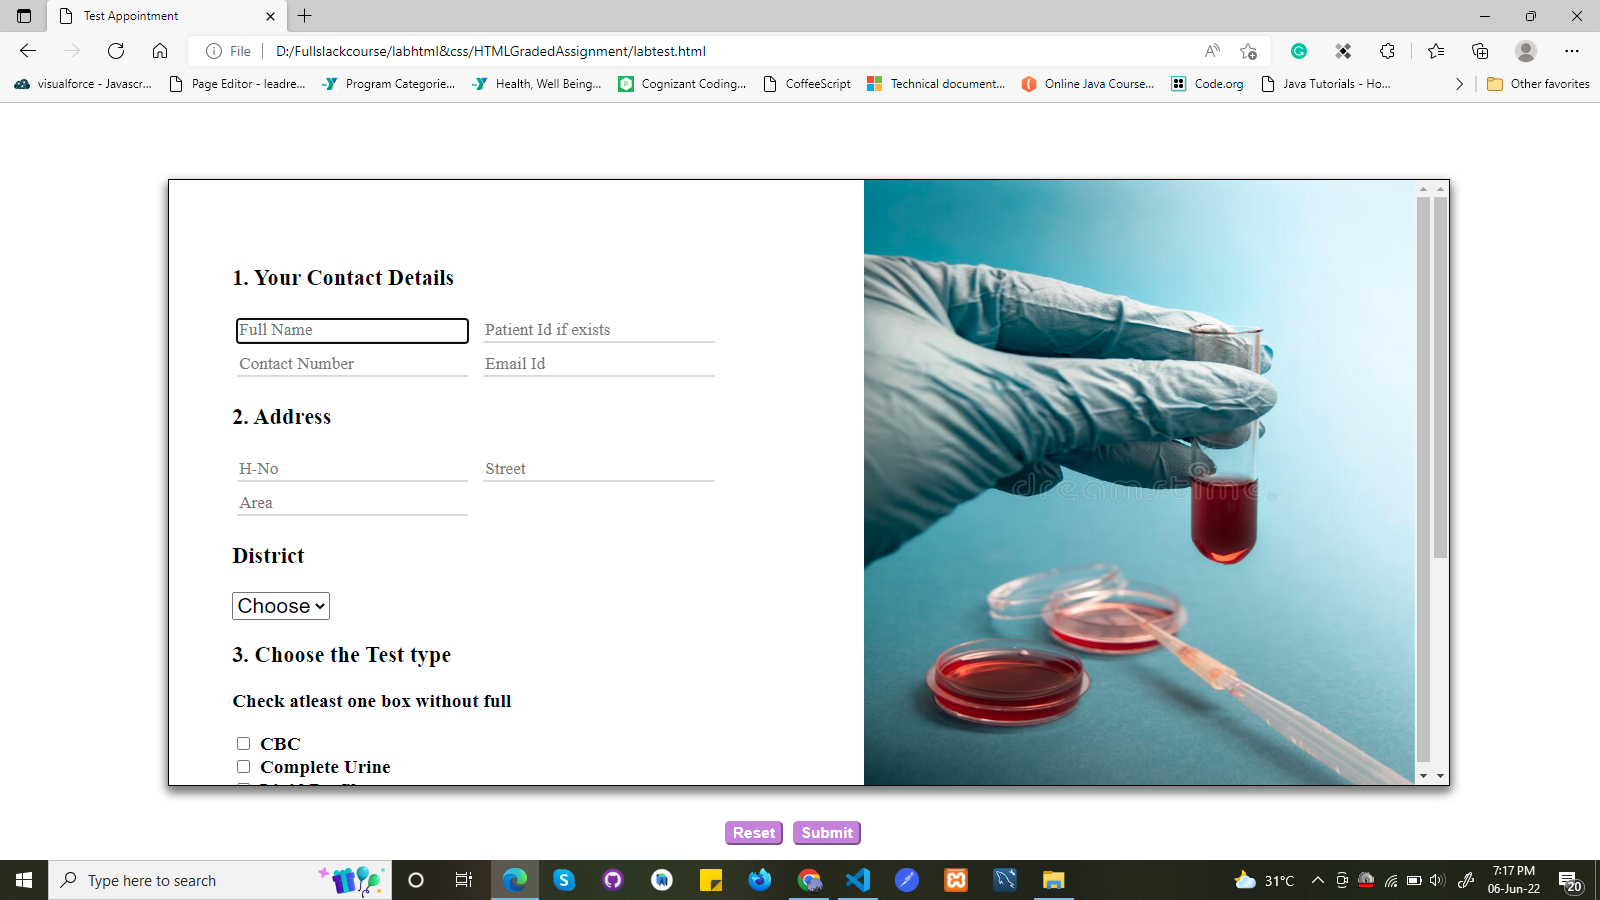 Test Appointment
File D:/Fullslackcourse/labhtml&css/HTMLGradedAssignment/labtest.html
visualforce - Javascr... Page Editor - leadre... Program Categorie... Health, Well Being... Cognizant Coding... CoffeeScript Technical document... Online Java Course... Code.org Java Tutorials - Ho... Other favorites
1. Your Contact Details
Full Name Patient Id if exists
Contact Number Email Id
2. Address
H-No Street
Area
District
Choose
3. Choose the Test type
Check atleast one box without full
CBC
Complete Urine
dreamstime.
Reset Submit
Type here to search
31°C
7:17 PM
06-Jun-22
20